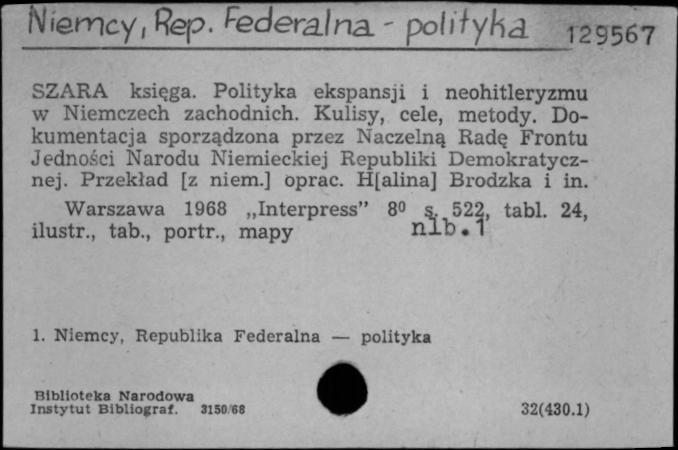 Niemcy, Rep. Federalna - polityka 129567
SZARA księga. Polityka ekspansji i neohitleryzmu
w Niemczech zachodnich. Kulisy, cele, metody. Do-
kumentacja sporządzona przez Naczelną Radę Frontu
Jedności Narodu Niemieckiej Republiki Demokratycz-
nej. Przekład [z niem.] oprac. H[alina] Brodzka i in.
Warszawa 1968 „Interpress” 8⁰ s. 522, tabl. 24,
ilustr., tab., portr., mapy nlb.1
1. Niemcy, Republika Federalna — polityka
Biblioteka Narodowa
Instytut Bibliograf. 3150/68 32(430.1)